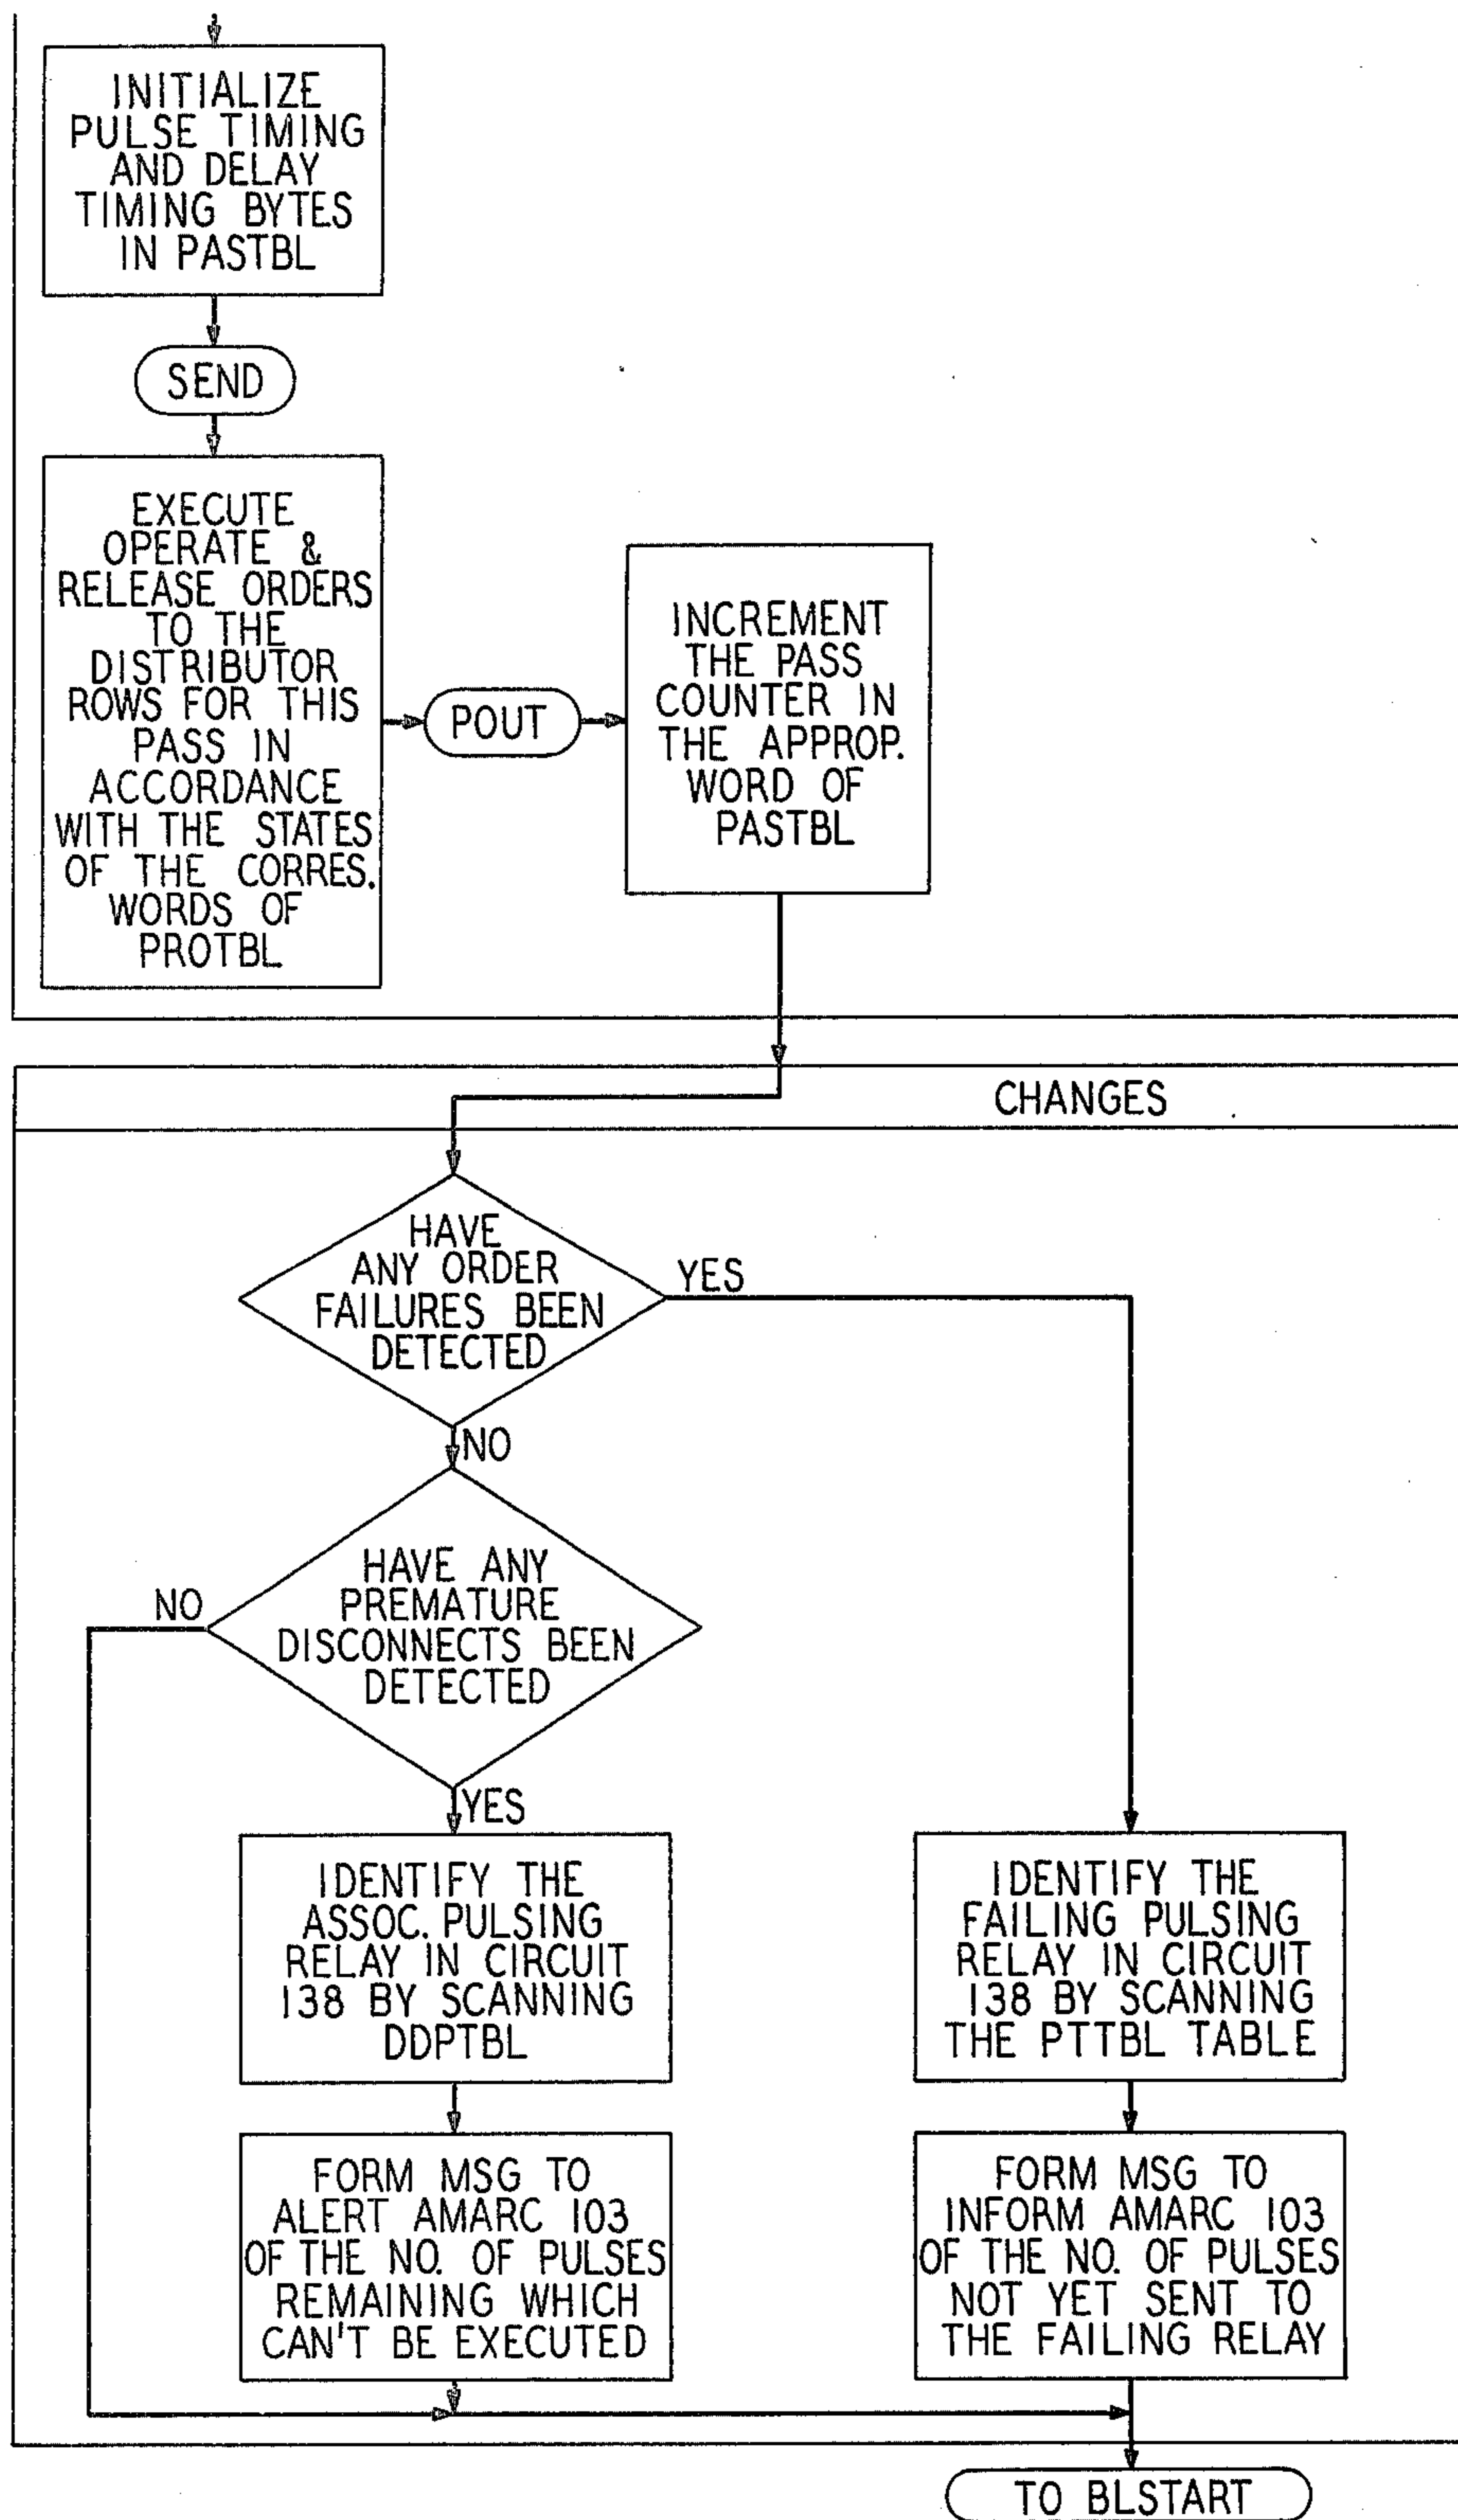 INITIALIZE
PULSE TIMING
AND DELAY
TIMING BYTES
IN PASTBL
SEND
EXECUTE
OPERATE &
RELEASE ORDERS
TO THE
DISTRIBUTOR
ROWS FOR THIS
PASS IN
ACCORDANCE
WITH THE STATES
OF THE CORRES.
WORDS OF
PROTBL
POUT
INCREMENT
THE PASS
COUNTER IN
THE APPROP.
WORD OF
PASTBL
CHANGES
HAVE
ANY ORDER
FAILURES BEEN
DETECTED
YES
NO
HAVE ANY
PREMATURE
DISCONNECTS BEEN
DETECTED
NO
YES
IDENTIFY THE
ASSOC. PULSING
RELAY IN CIRCUIT
138 BY SCANNING
DDPTBL
IDENTIFY THE
FAILING PULSING
RELAY IN CIRCUIT
138 BY SCANNING
THE PTTBL TABLE
FORM MSG TO
ALERT AMARC 103
OF THE NO. OF PULSES
REMAINING WHICH
CAN'T BE EXECUTED
FORM MSG TO
INFORM AMARC 103
OF THE NO. OF PULSES
NOT YET SENT TO
THE FAILING RELAY
TO BLSTART